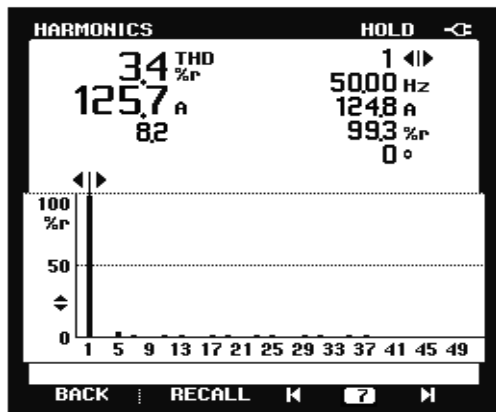 HARMONICS HOLD
3.4 THD %r
125.7 A
8.2
1
50.00 Hz
124.8 A
99.3 %r
0 °
100
%r
50
0
1 5 9 13 17 21 25 29 33 37 41 45 49
BACK RECALL 7